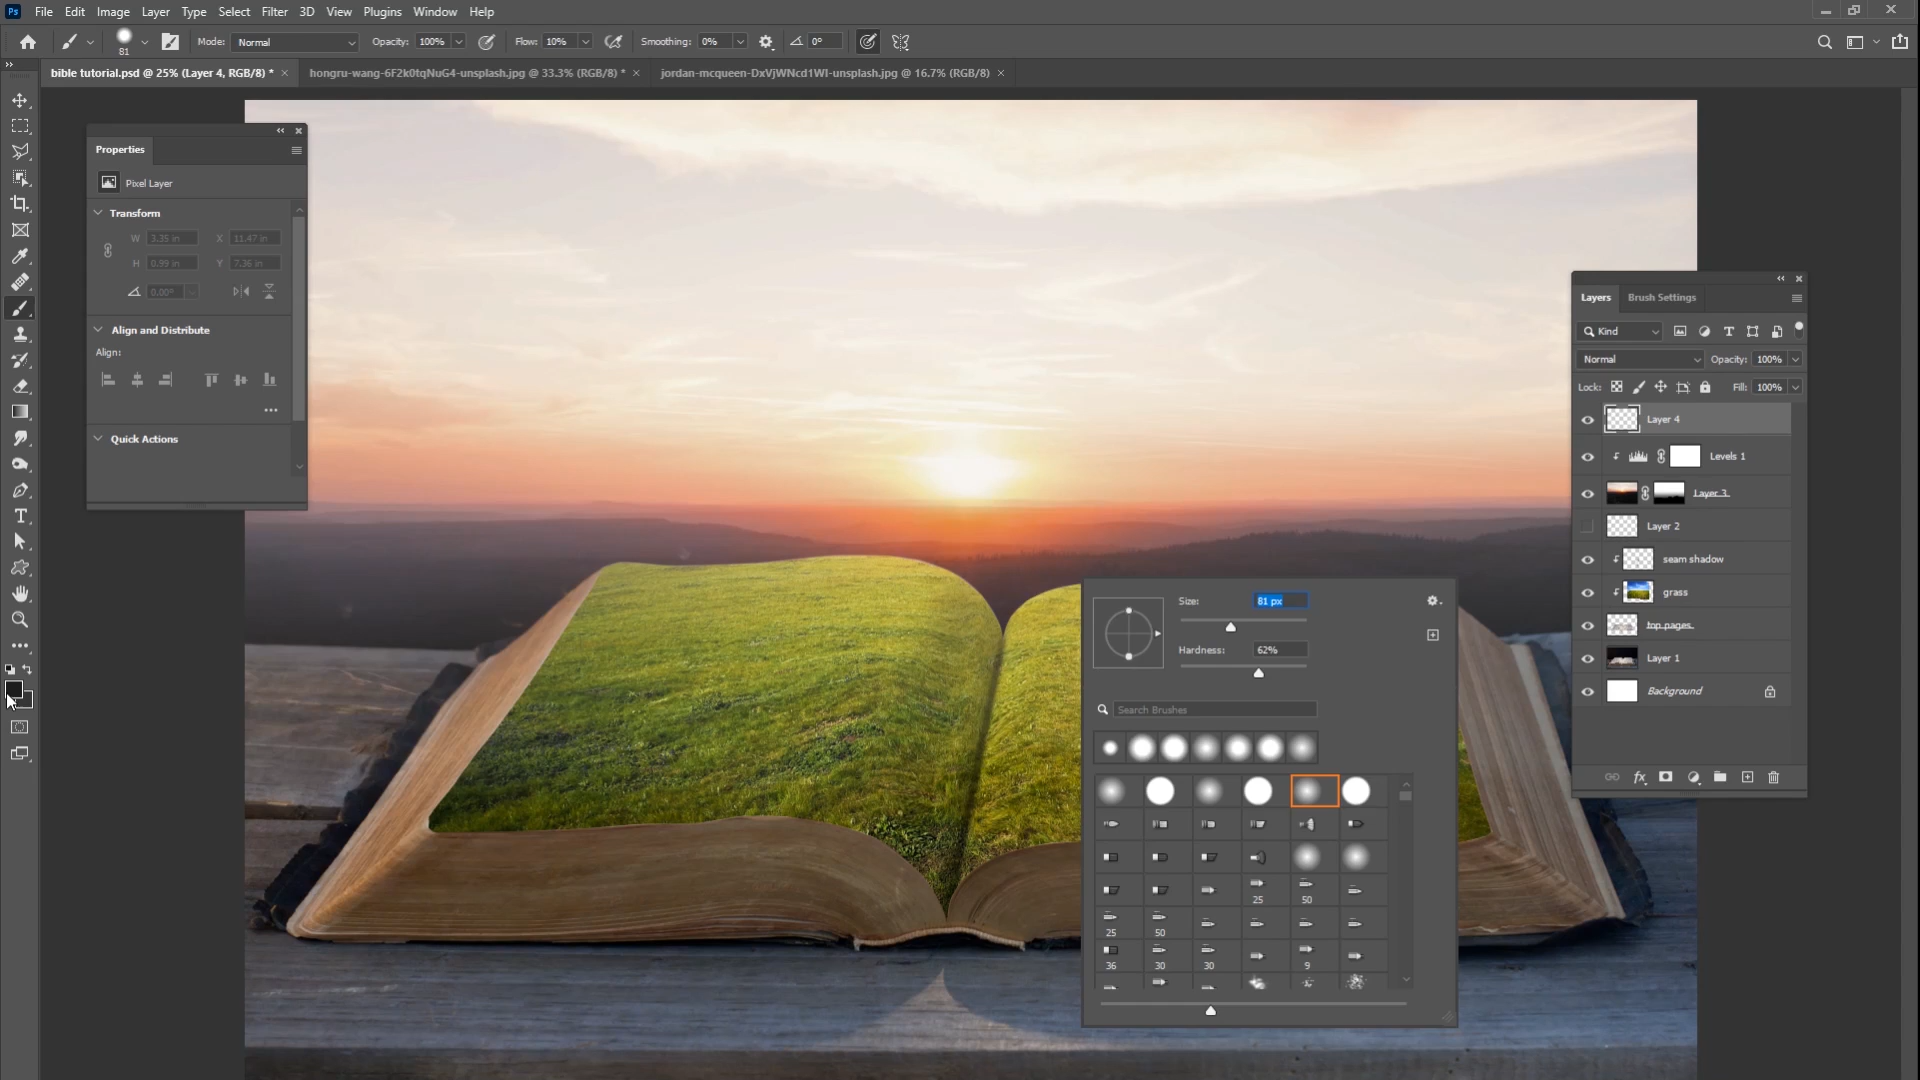 Ps File Edit Image Layer Type Select Filter 3D View Plugins Window Help
81 Mode: Normal Opacity: 100% Flow: 10% Smoothing: 0% 0°
bible tutorial.psd @ 25% (Layer 4, RGB/8) * hongru-wang-6F2k0tqNuG4-unsplash.jpg @ 33.3% (RGB/8) * jordan-mcqueen-DxVjWNcd1WI-unsplash.jpg @ 16.7% (RGB/8)
Properties
Pixel Layer
Transform
W 3.35 in X 11.47 in
H 0.99 in Y 7.36 in
0.00°
Align and Distribute
Align:
Quick Actions
Size: 81 px
Hardness: 62%
Search Brushes
25 50
25 50
36 30 30 9
Layers Brush Settings
Kind
Normal Opacity: 100%
Lock: Fill: 100%
Layer 4
Levels 1
Layer 3
Layer 2
seam shadow
grass
top pages
Layer 1
Background
fx